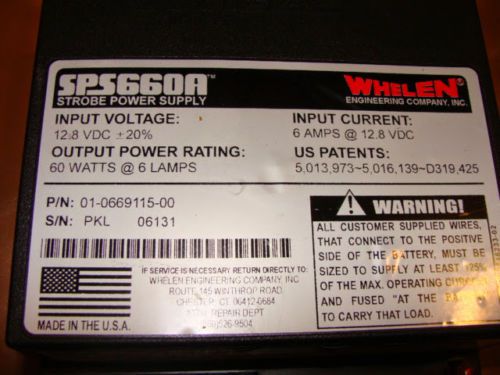 SPS660A™
STROBE POWER SUPPLY
WHELEN®
ENGINEERING COMPANY, INC.
INPUT VOLTAGE:
12.8 VDC ±20%
INPUT CURRENT:
6 AMPS @ 12.8 VDC
OUTPUT POWER RATING:
60 WATTS @ 6 LAMPS
US PATENTS:
5,013,973~5,016,139~D319,425
P/N: 01-0669115-00
S/N: PKL 06131
WARNING!
ALL CUSTOMER SUPPLIED WIRES,
THAT CONNECT TO THE POSITIVE
SIDE OF THE BATTERY, MUST BE
SIZED TO SUPPLY AT LEAST 125%
OF THE MAX. OPERATING CURRENT
AND FUSED "AT THE
TO CARRY THAT LOAD.
MADE IN THE U.S.A.
IF SERVICE IS NECESSARY RETURN DIRECTLY TO:
WHELEN ENGINEERING COMPANY, INC
ROUTE 145 WINTHROP ROAD,
CHESTER, CT. 06412-0684
ATTN: REPAIR DEPT
526-9504